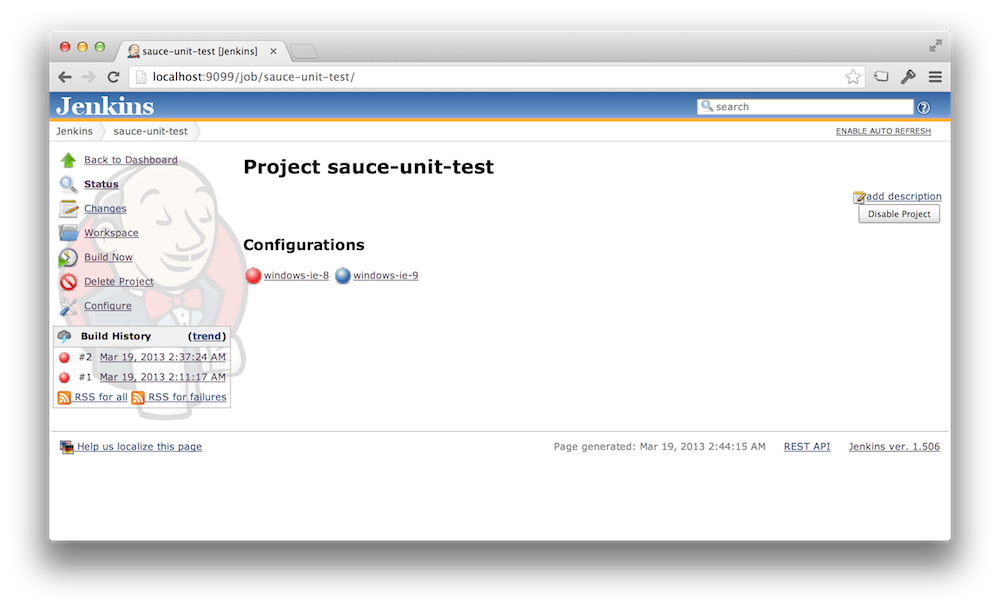 sauce-unit-test [Jenkins]
localhost:9099/job/sauce-unit-test/
Jenkins
search
Jenkins sauce-unit-test
ENABLE AUTO REFRESH
Back to Dashboard
Status
Changes
Workspace
Build Now
Delete Project
Configure
Build History (trend)
#2 Mar 19, 2013 2:37:24 AM
#1 Mar 19, 2013 2:11:17 AM
RSS for all RSS for failures
Project sauce-unit-test
add description
Disable Project
Configurations
windows-ie-8 windows-ie-9
Help us localize this page
Page generated: Mar 19, 2013 2:44:15 AM REST API Jenkins ver. 1.506